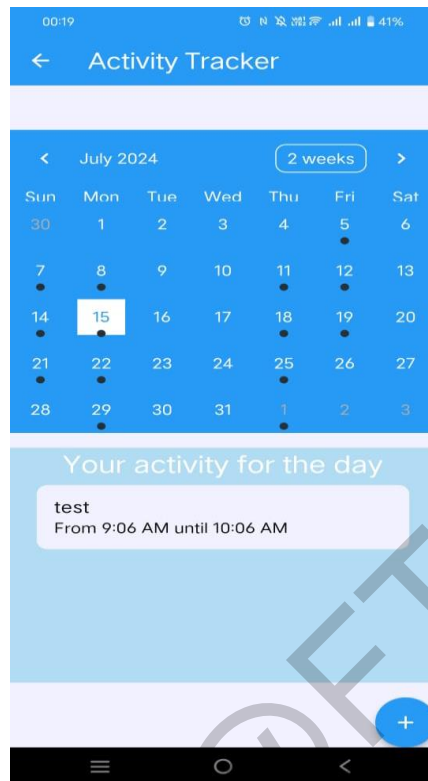 00:19 41%
Activity Tracker
July 2024 2 weeks
Sun Mon Tue Wed Thu Fri Sat
30 1 2 3 4 5 6
7 8 9 10 11 12 13
14 15 16 17 18 19 20
21 22 23 24 25 26 27
28 29 30 31 1 2 3
Your activity for the day
test
From 9:06 AM until 10:06 AM